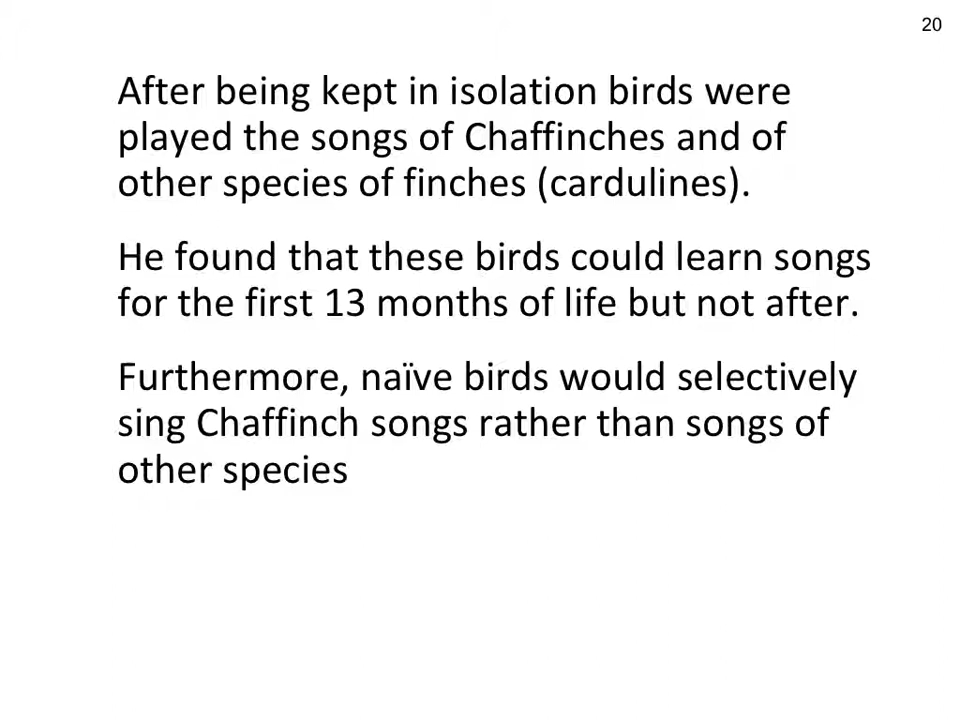 20
After being kept in isolation birds were
played the songs of Chaffinches and of
other species of finches (cardulines).
He found that these birds could learn songs
for the first 13 months of life but not after.
Furthermore, naïve birds would selectively
sing Chaffinch songs rather than songs of
other species